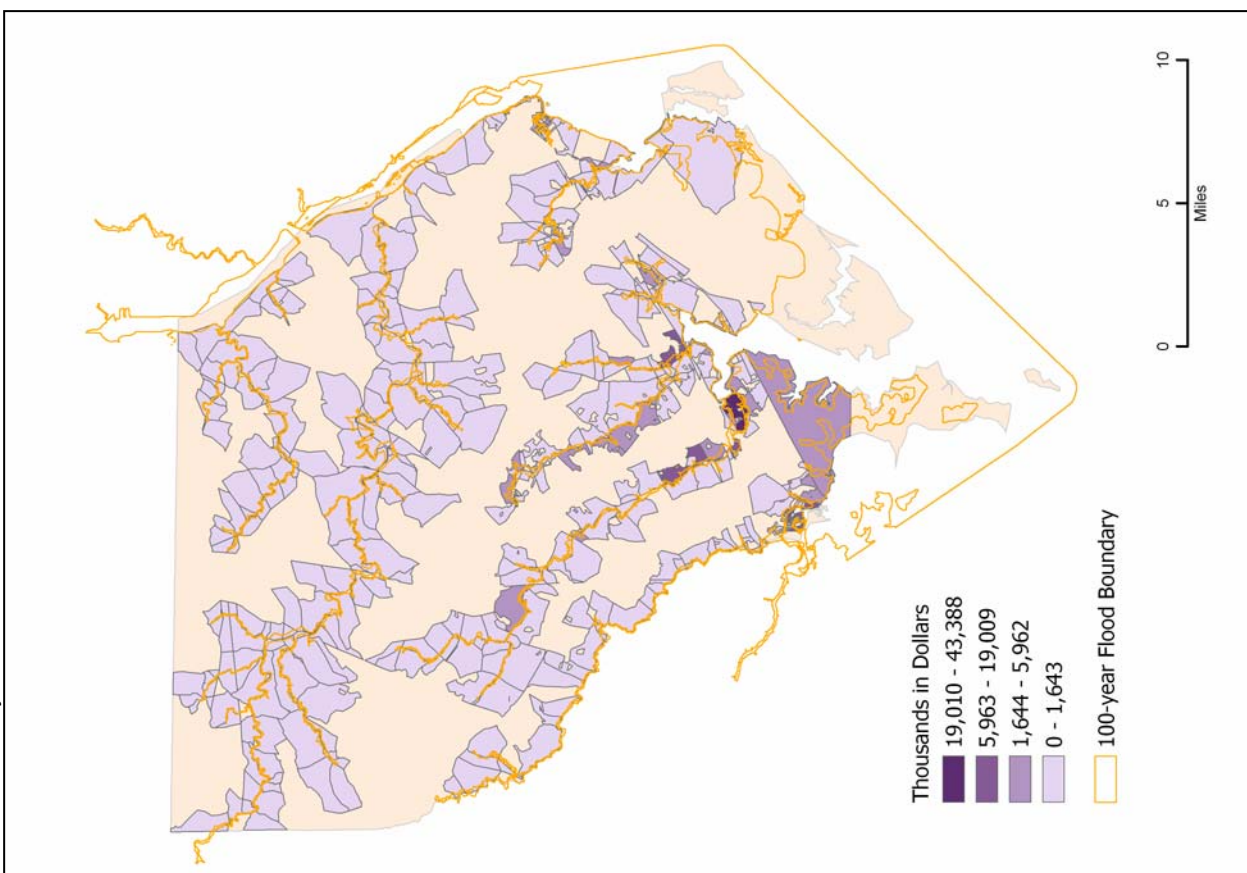 Thousands in Dollars
19,010 - 43,388
5,963 - 19,009
1,644 - 5,962
0 - 1,643
100-year Flood Boundary
0 5 10
Miles